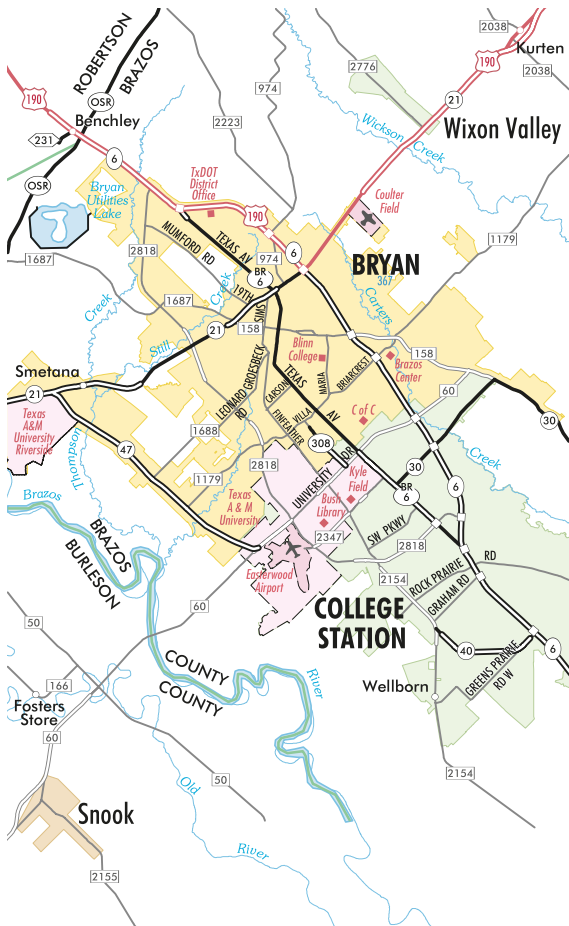 2038
Kurten
190
2038
ROBERTSON
BRAZOS
2776
190
974
21
190
OSR
Benchley
2223
Wixon Valley
Wickson Creek
231
6
TxDOT
District
Office
OSR
Bryan
Utilities
Lake
Coulter
Field
190
2818
MUMFORD RD
TEXAS AV
6
1179
1687
974
BRYAN
BR
6
367
19TH
Creek
Creek
1687
SIMS
Carters
21
158
Still
Blinn
College
158
Brazos
Center
Smetana
LEONARD RD
GROESBECK
CARSON
TEXAS AV
MARIA
BRIARCREST
60
21
VILLA
C of C
30
Texas
A&M
University
Riverside
FINFEATHER
1688
308
47
Thompson
2818
30
Creek
1179
UNIVERSITY DR
Kyle
Field
BR
6
6
Brazos
Texas
A & M
University
Bush
Library
BRAZOS
BURLESON
2347
SW PKWY
2818
Easterwood
Airport
2154
ROCK PRAIRIE RD
GRAHAM RD
60
COLLEGE
STATION
50
40
GREENS PRAIRIE
RD W
6
COUNTY
COUNTY
River
Wellborn
166
Fosters
Store
60
2154
50
Old
Snook
River
2155